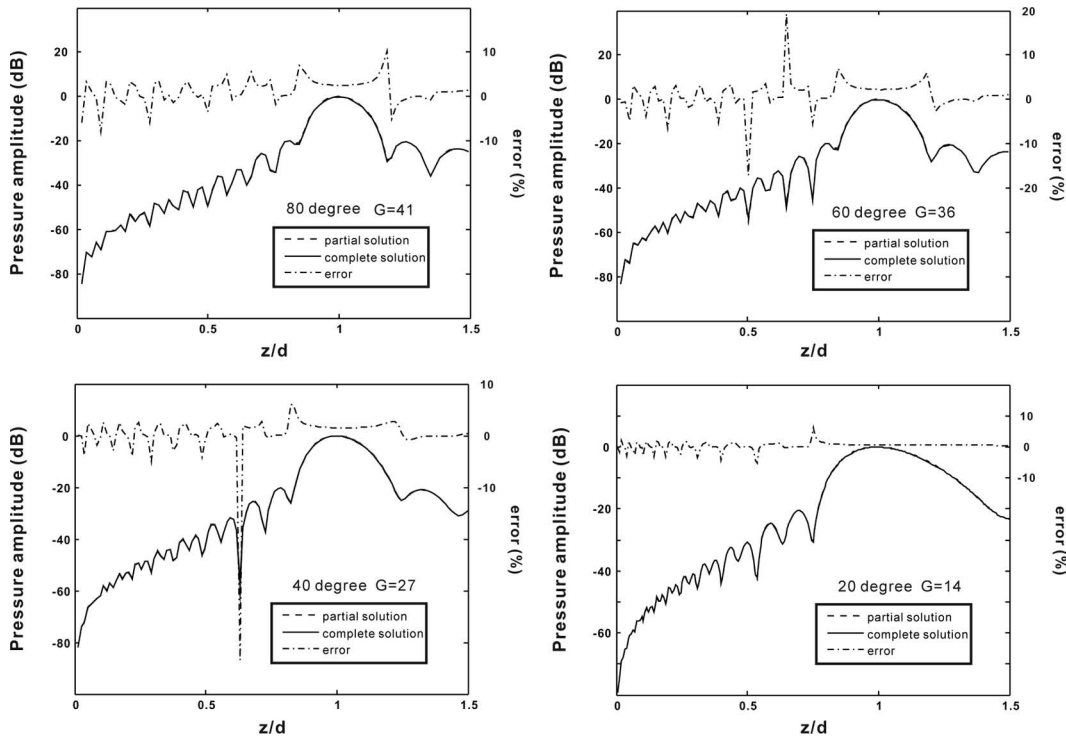 Pressure amplitude (dB)
20
0
-20
-40
-60
-80
10
0
-10
error (%)
80 degree G=41
partial solution
complete solution
error
0
0.5
1
1.5
z/d
Pressure amplitude (dB)
20
0
-20
-40
-60
-80
20
10
0
-10
-20
error (%)
60 degree G=36
partial solution
complete solution
error
0
0.5
1
1.5
z/d
Pressure amplitude (dB)
0
-20
-40
-60
-80
10
0
-10
error (%)
40 degree G=27
partial solution
complete solution
error
0
0.5
1
1.5
z/d
Pressure amplitude (dB)
0
-20
-30
-40
-60
10
0
-10
error (%)
20 degree G=14
partial solution
complete solution
error
0
0.5
1
1.5
z/d